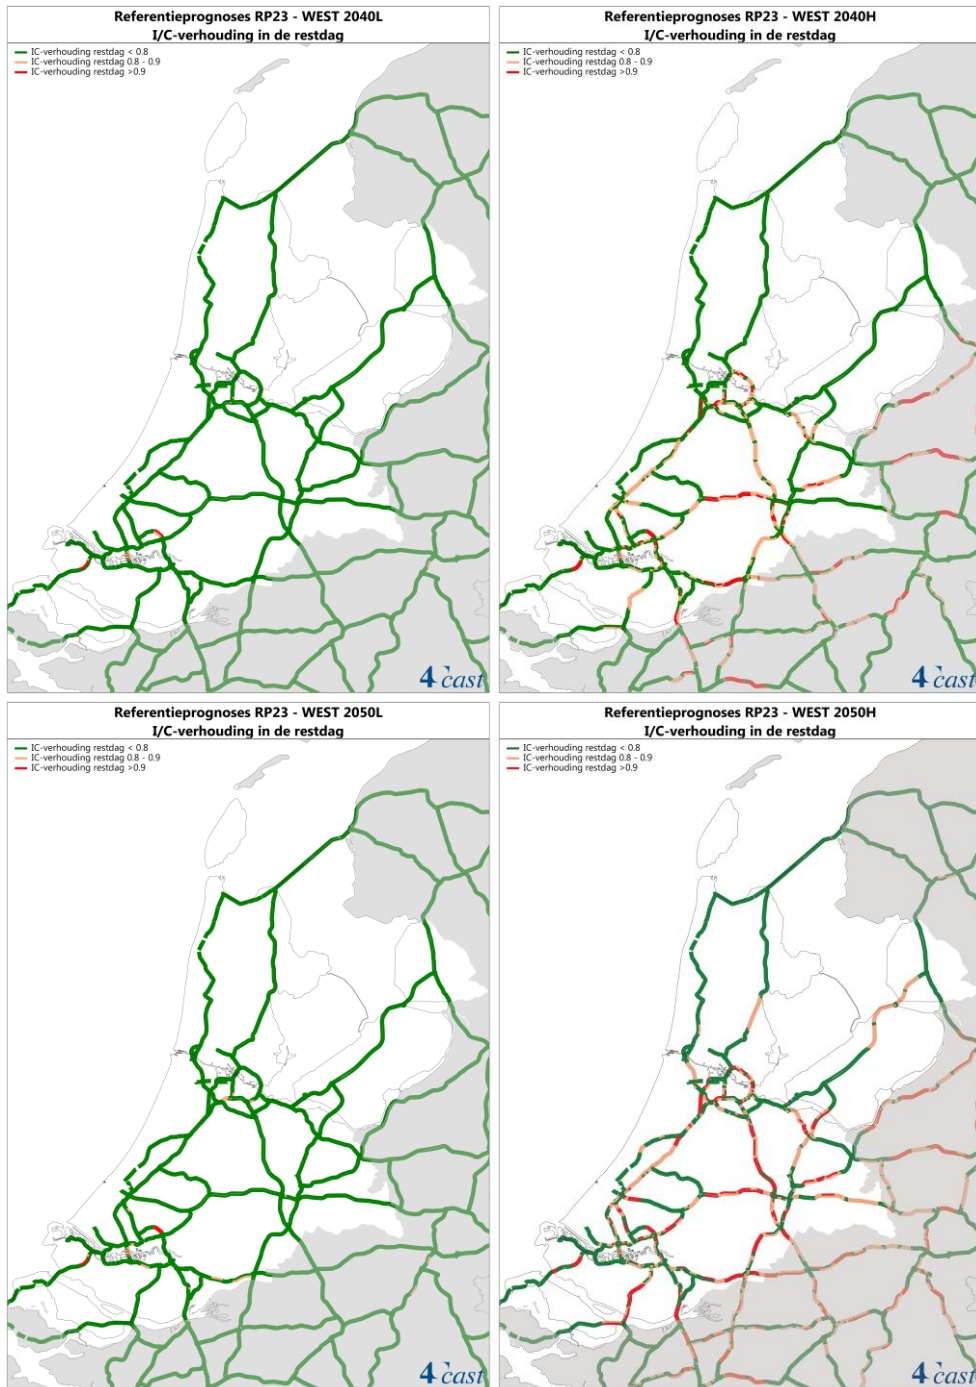 Referentieprognoses RP23 - WEST 2040L
I/C-verhouding in de restdag
IC-verhouding restdag < 0.8
IC-verhouding restdag 0.8 - 0.9
IC-verhouding restdag >0.9
4cast
Referentieprognoses RP23 - WEST 2040H
I/C-verhouding in de restdag
IC-verhouding restdag < 0.8
IC-verhouding restdag 0.8 - 0.9
IC-verhouding restdag >0.9
4cast
Referentieprognoses RP23 - WEST 2050L
I/C-verhouding in de restdag
IC-verhouding restdag < 0.8
IC-verhouding restdag 0.8 - 0.9
IC-verhouding restdag >0.9
4cast
Referentieprognoses RP23 - WEST 2050H
I/C-verhouding in de restdag
IC-verhouding restdag < 0.8
IC-verhouding restdag 0.8 - 0.9
IC-verhouding restdag >0.9
4cast